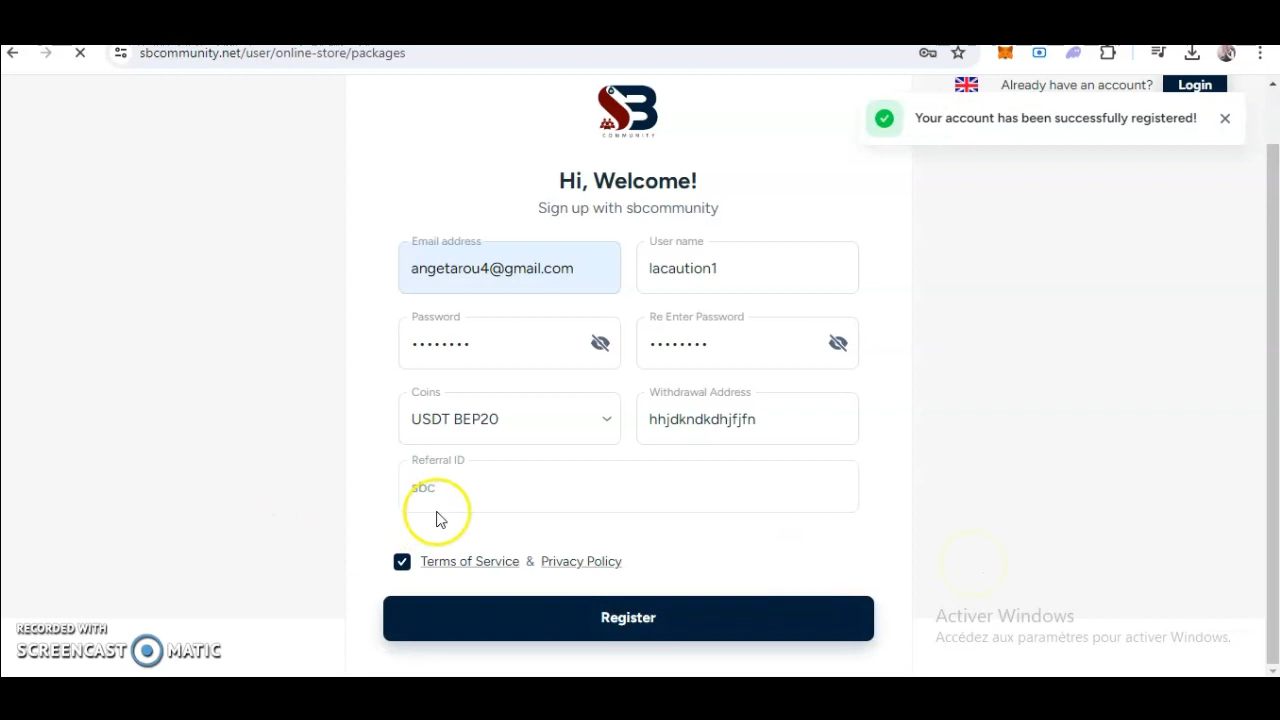 sbcommunity.net/user/online-store/packages
Already have an account? Login
SB
COMMUNITY
Your account has been successfully registered!
Hi, Welcome!
Sign up with sbcommunity
Email address
angetarou4@gmail.com
User name
lacaution1
Password
••••••••
Re Enter Password
••••••••
Coins
USDT BEP20
Withdrawal Address
hhjdkndkdhjfjfn
Referral ID
sbc
Terms of Service & Privacy Policy
Register
Activer Windows
Accédez aux paramètres pour activer Windows.
RECORDED WITH
SCREENCAST MATIC